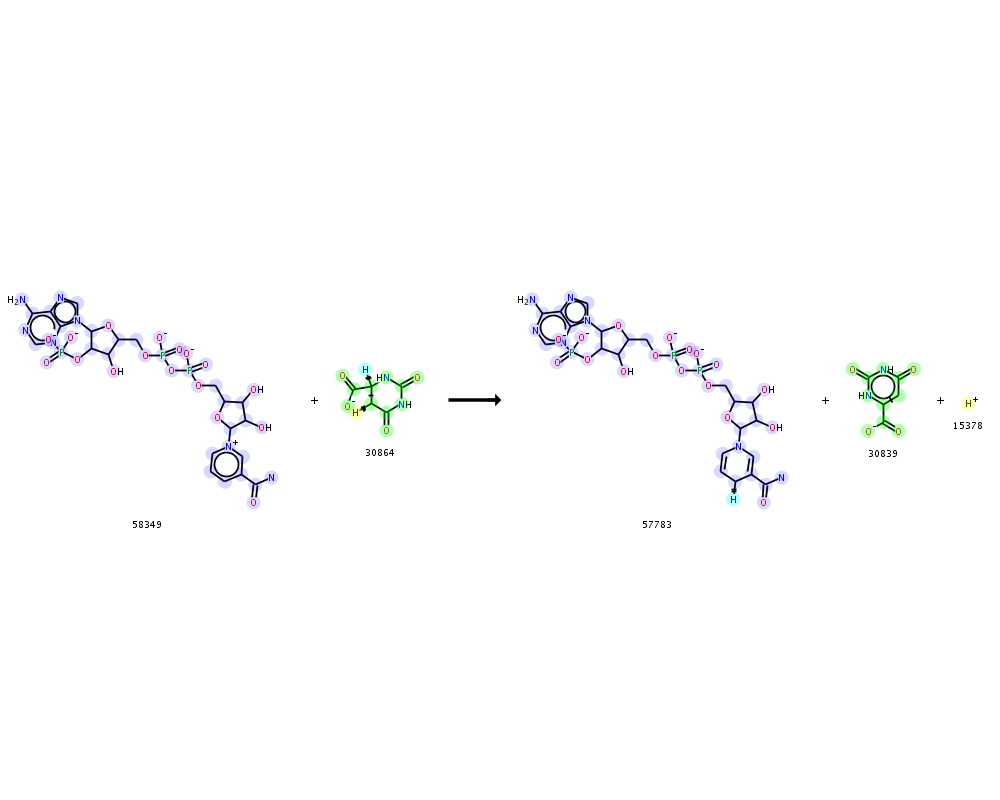 H₂N N N N N O O⁻ O⁻ P O O OH O P O⁻ O O P O⁻ O O OH OH O N⁺ N O
+
H HN O O O⁻ H NH O
H₂N N N N N O O⁻ O⁻ P O O OH O P O⁻ O O P O⁻ O O OH OH O N N O H
+
O NH O HN O⁻ O
+
H⁺
58349
30864
57783
30839
15378